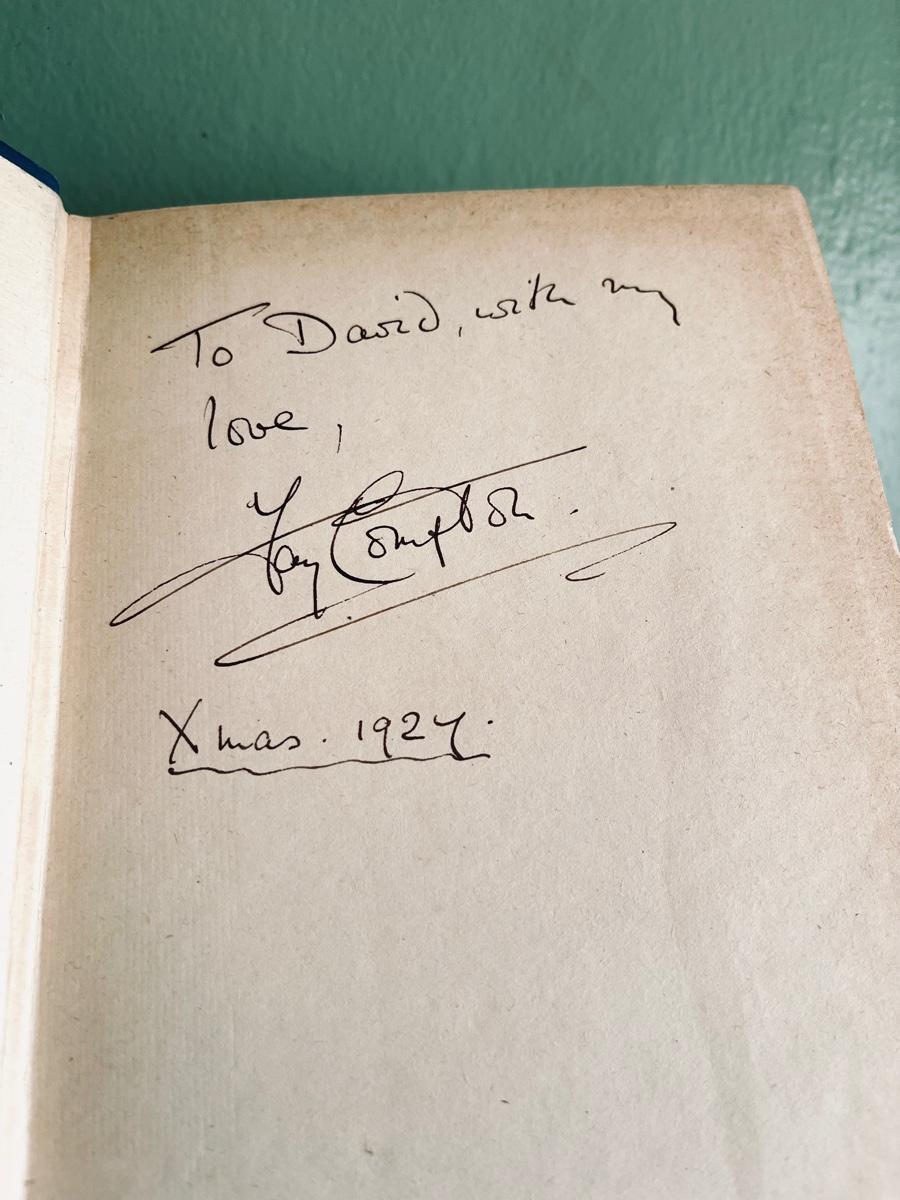 To David, with my
love,
Fay Compton.
Xmas. 1927.